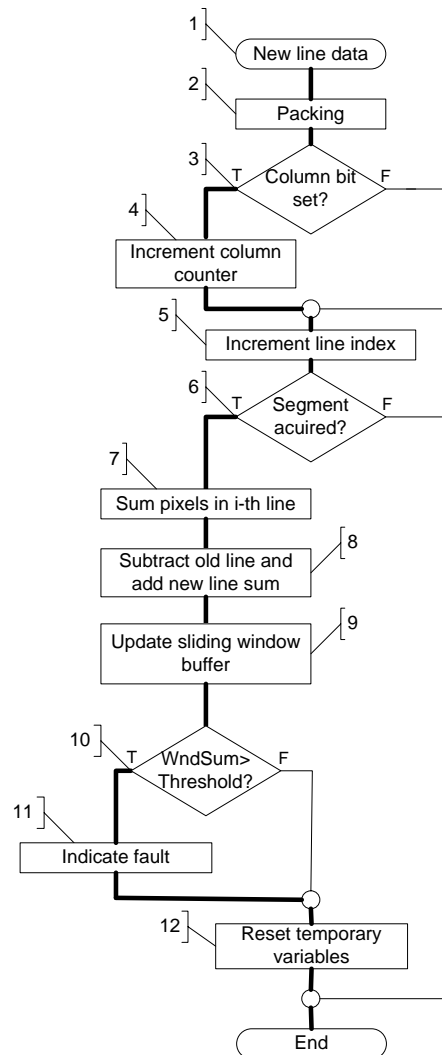 1
New line data
2
Packing
3
T
Column bit
set?
F
4
Increment column
counter
5
Increment line index
6
T
Segment
acuired?
F
7
Sum pixels in i-th line
Subtract old line and
add new line sum
8
Update sliding window
buffer
9
10
T
WndSum>
Threshold?
F
11
Indicate fault
12
Reset temporary
variables
End